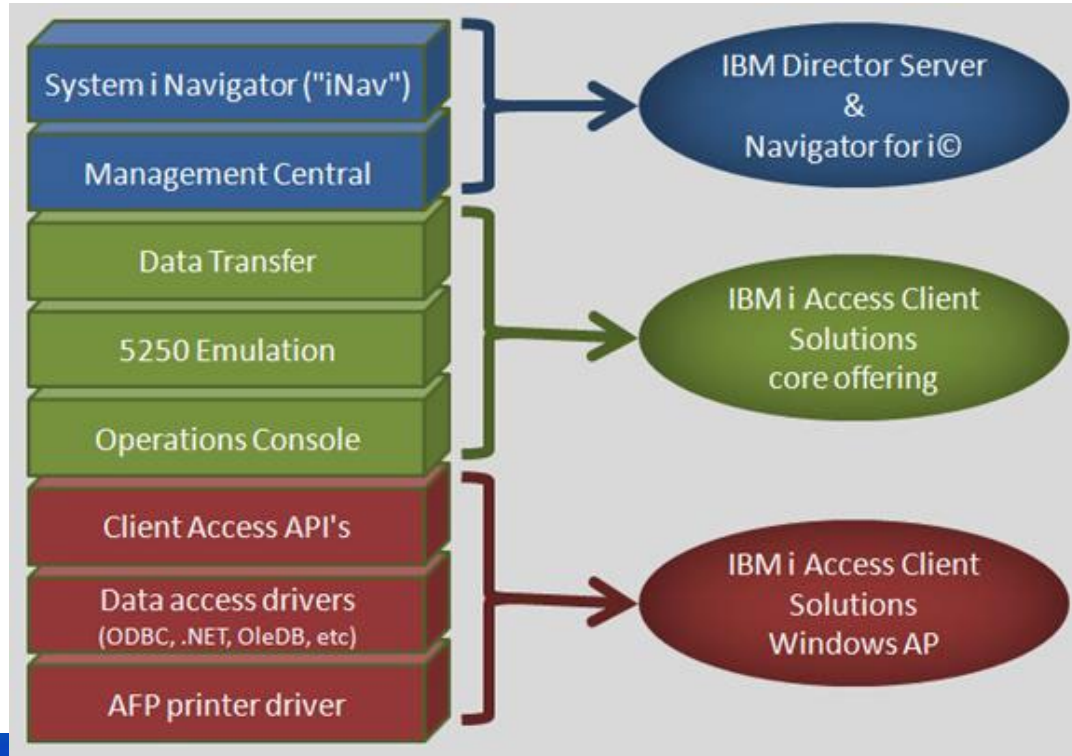 System i Navigator ("iNav")
Management Central
Data Transfer
5250 Emulation
Operations Console
Client Access API's
Data access drivers
(ODBC, .NET, OleDB, etc)
AFP printer driver
IBM Director Server
&
Navigator for i©
IBM i Access Client
Solutions
core offering
IBM i Access Client
Solutions
Windows AP